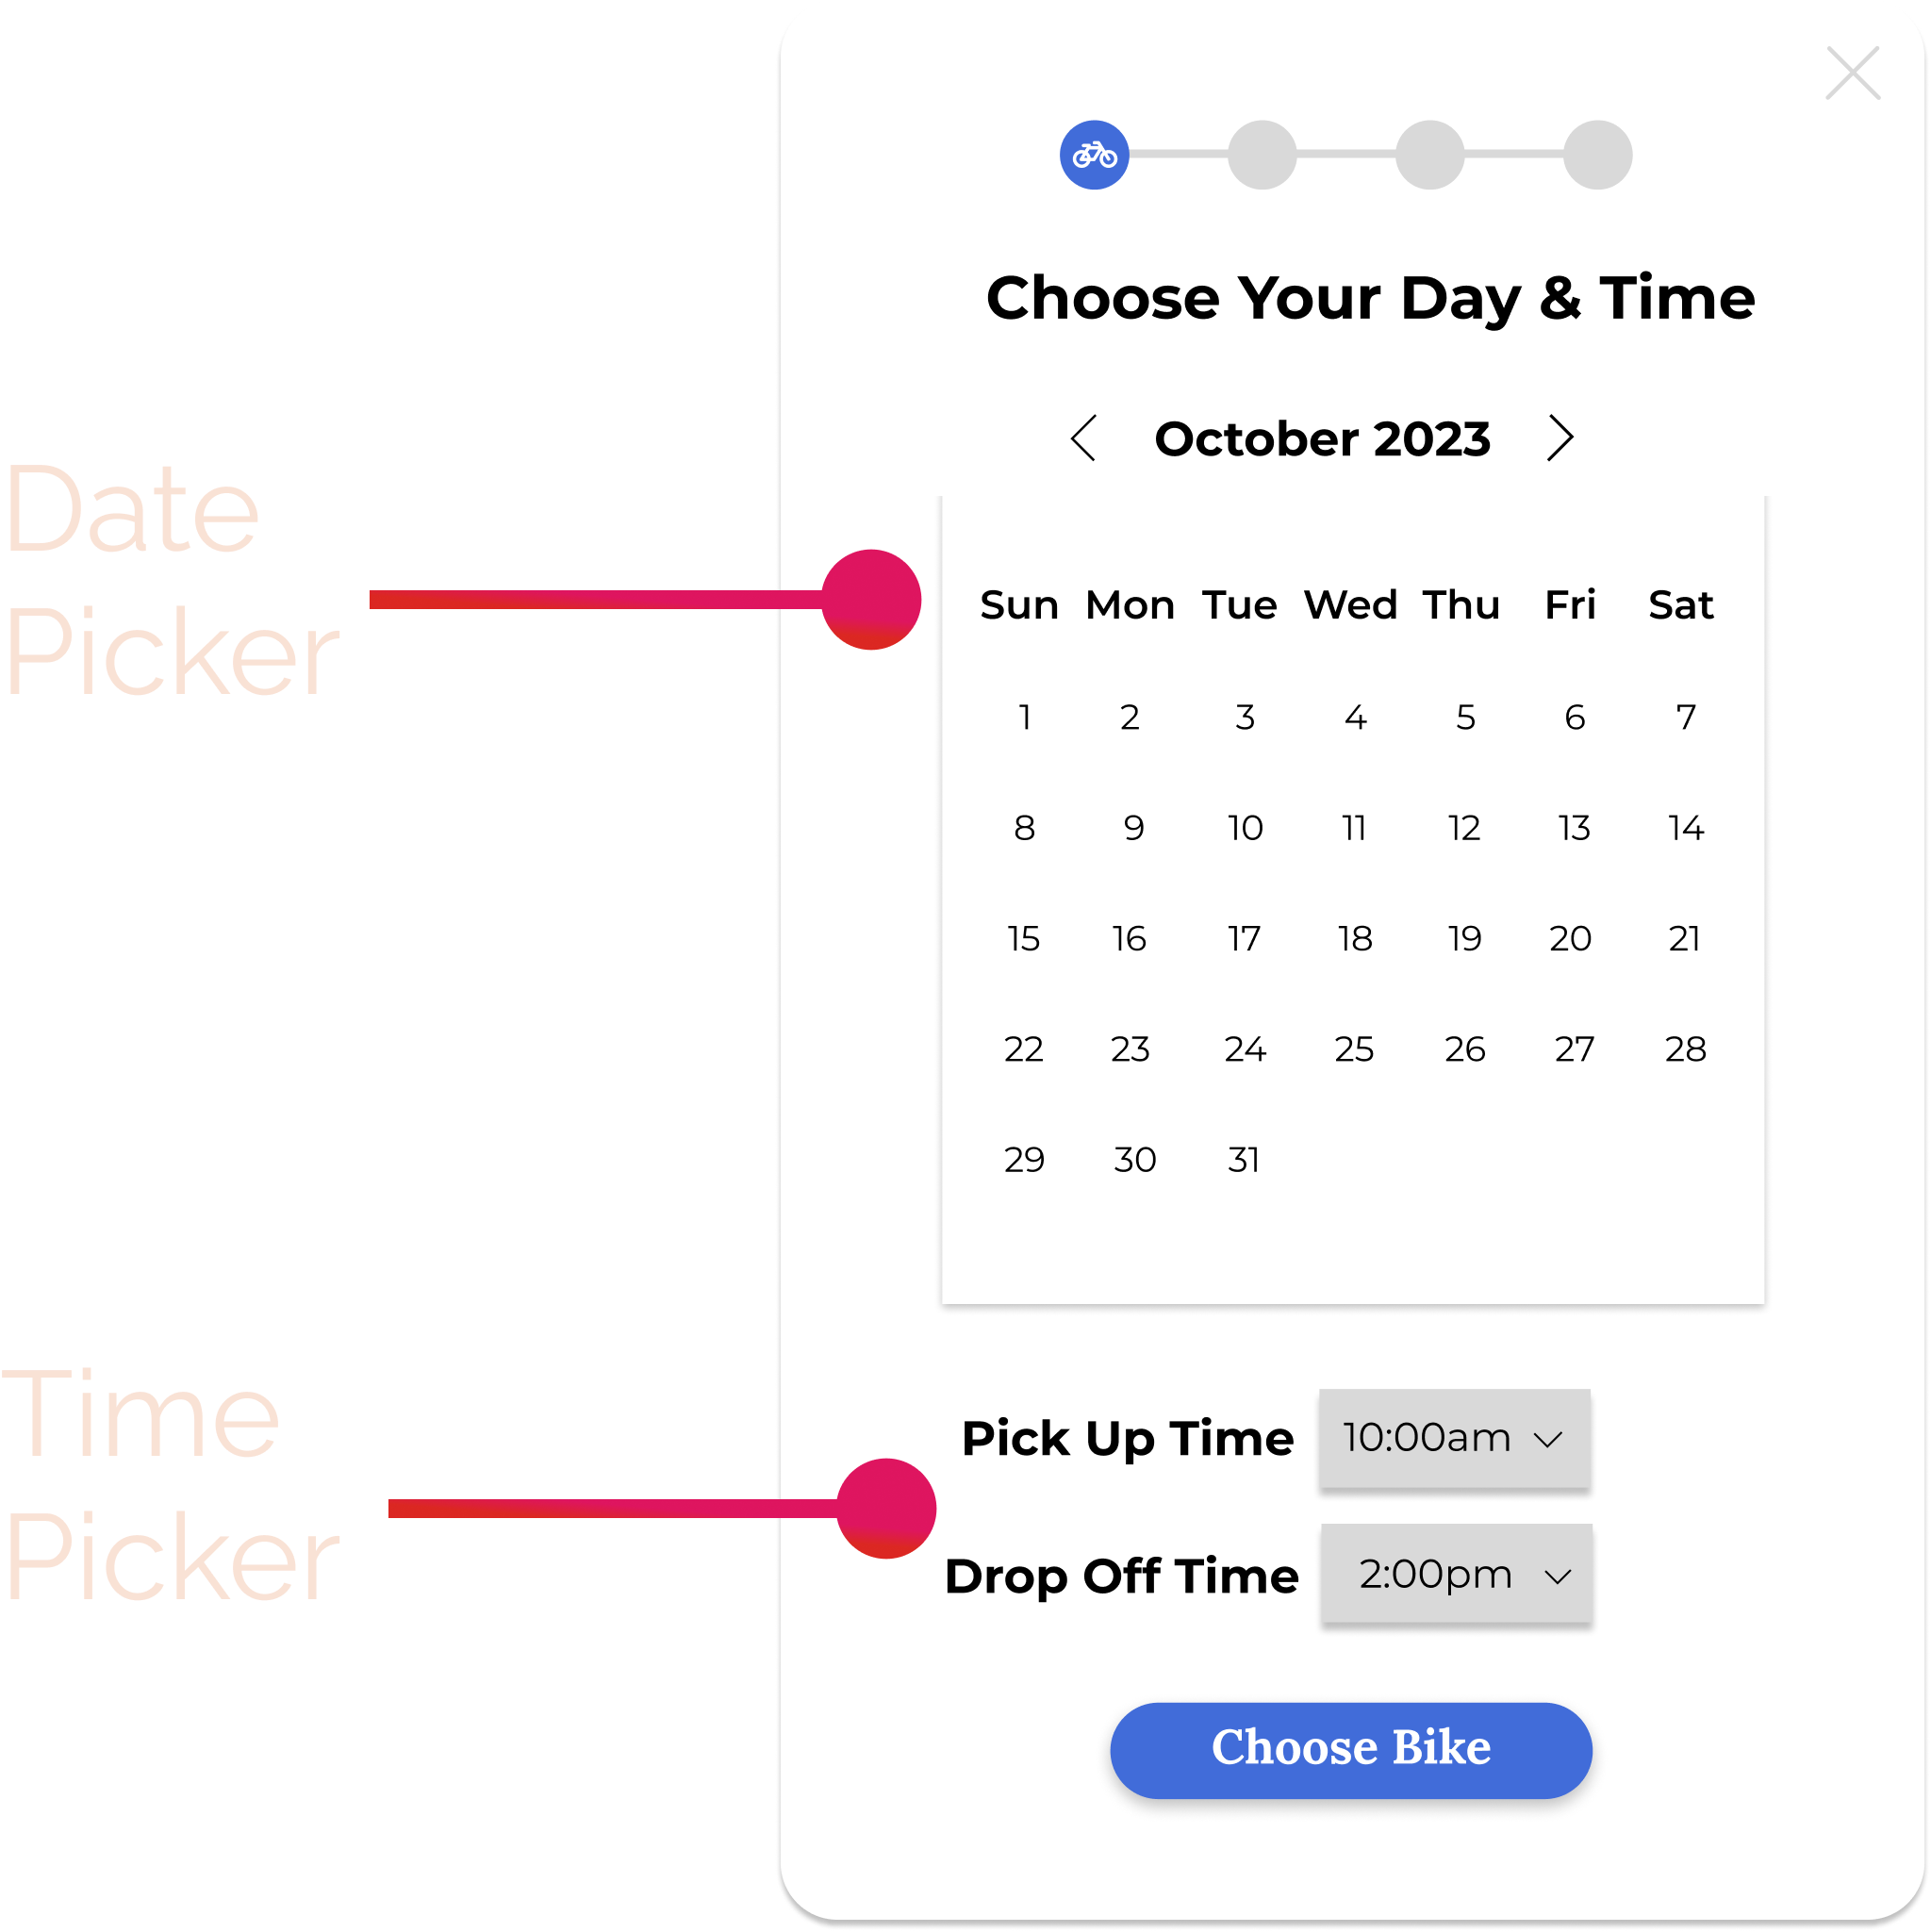 Choose Your Day & Time
October 2023
Date
Picker
Sun Mon Tue Wed Thu Fri Sat
1 2 3 4 5 6 7
8 9 10 11 12 13 14
15 16 17 18 19 20 21
22 23 24 25 26 27 28
29 30 31
Time
Picker
Pick Up Time 10:00am
Drop Off Time 2:00pm
Choose Bike